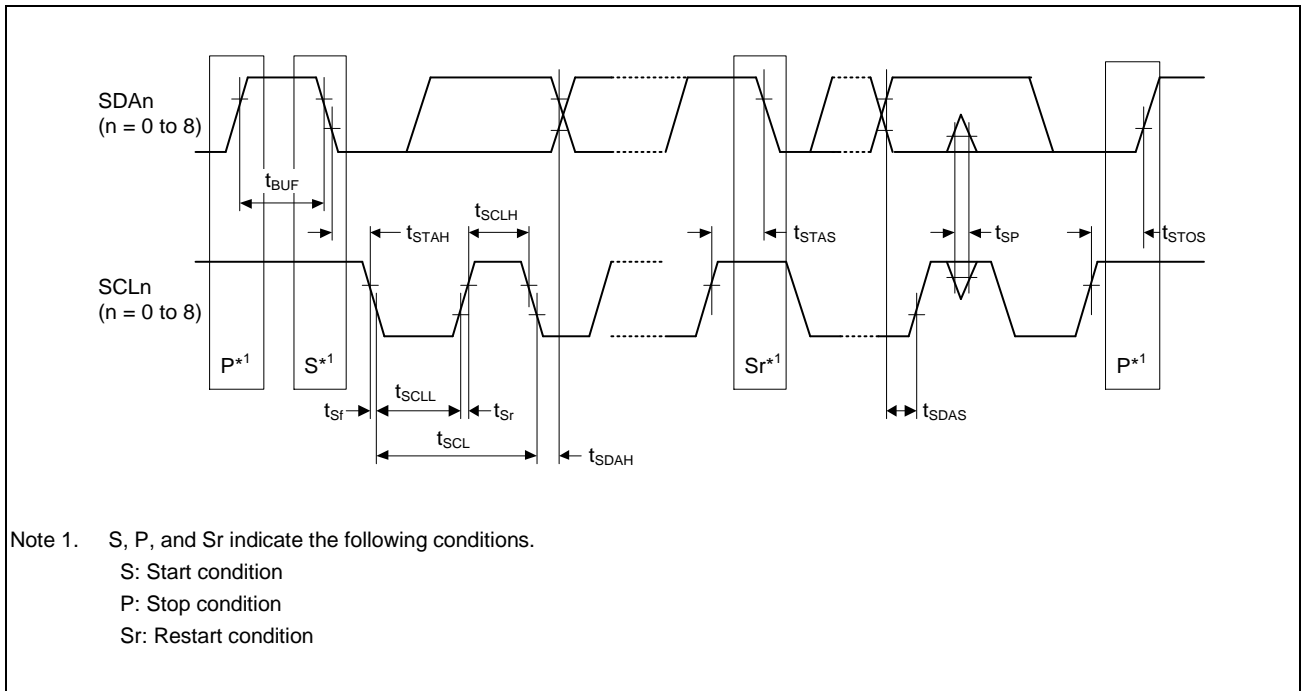 SDAn
(n = 0 to 8)
tBUF
tSTAH
tSCLH
tSTAS
tSP
tSTOS
SCLn
(n = 0 to 8)
P*1
S*1
Sr*1
P*1
tSf
tSCLL
tSr
tSDAS
tSCL
tSDAH
Note 1. S, P, and Sr indicate the following conditions.
S: Start condition
P: Stop condition
Sr: Restart condition